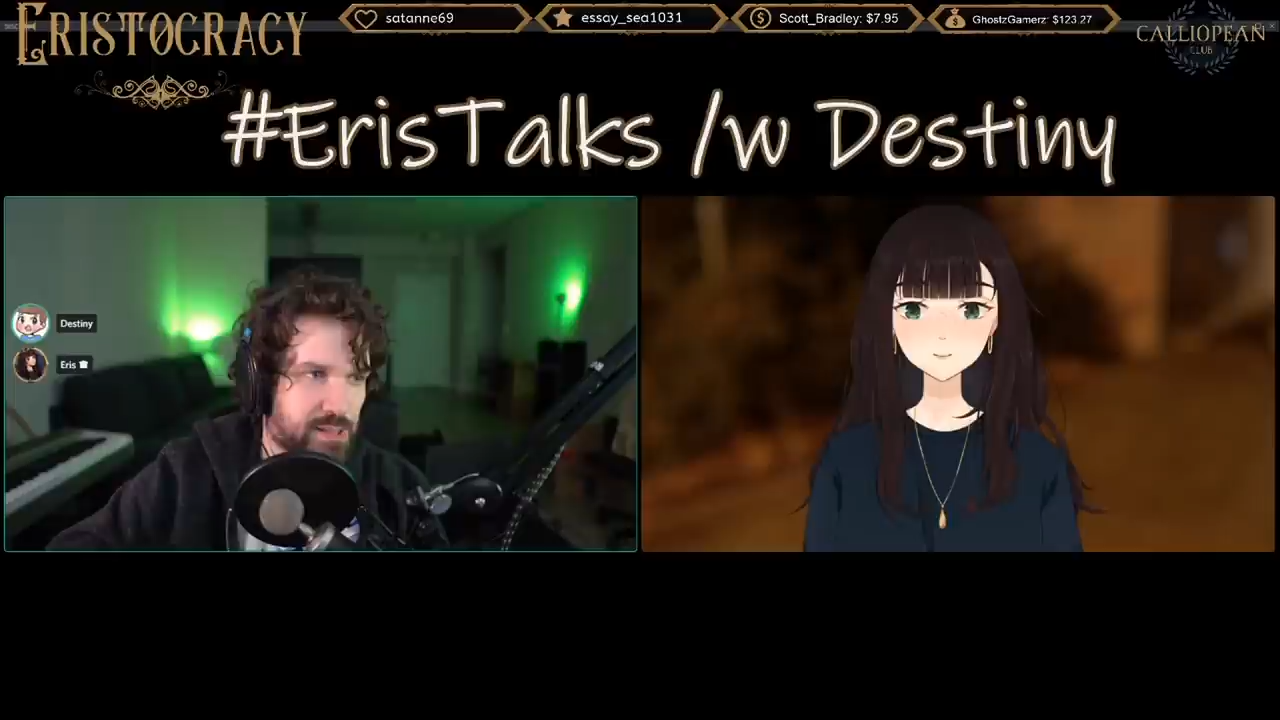 ERISTOCRACY
satanne69
essay_sea1031
Scott_Bradley: $7.95
GhostzGamerz: $123.27
CALLIOPEAN
CLUB
#ErisTalks /w Destiny
Destiny
Eris